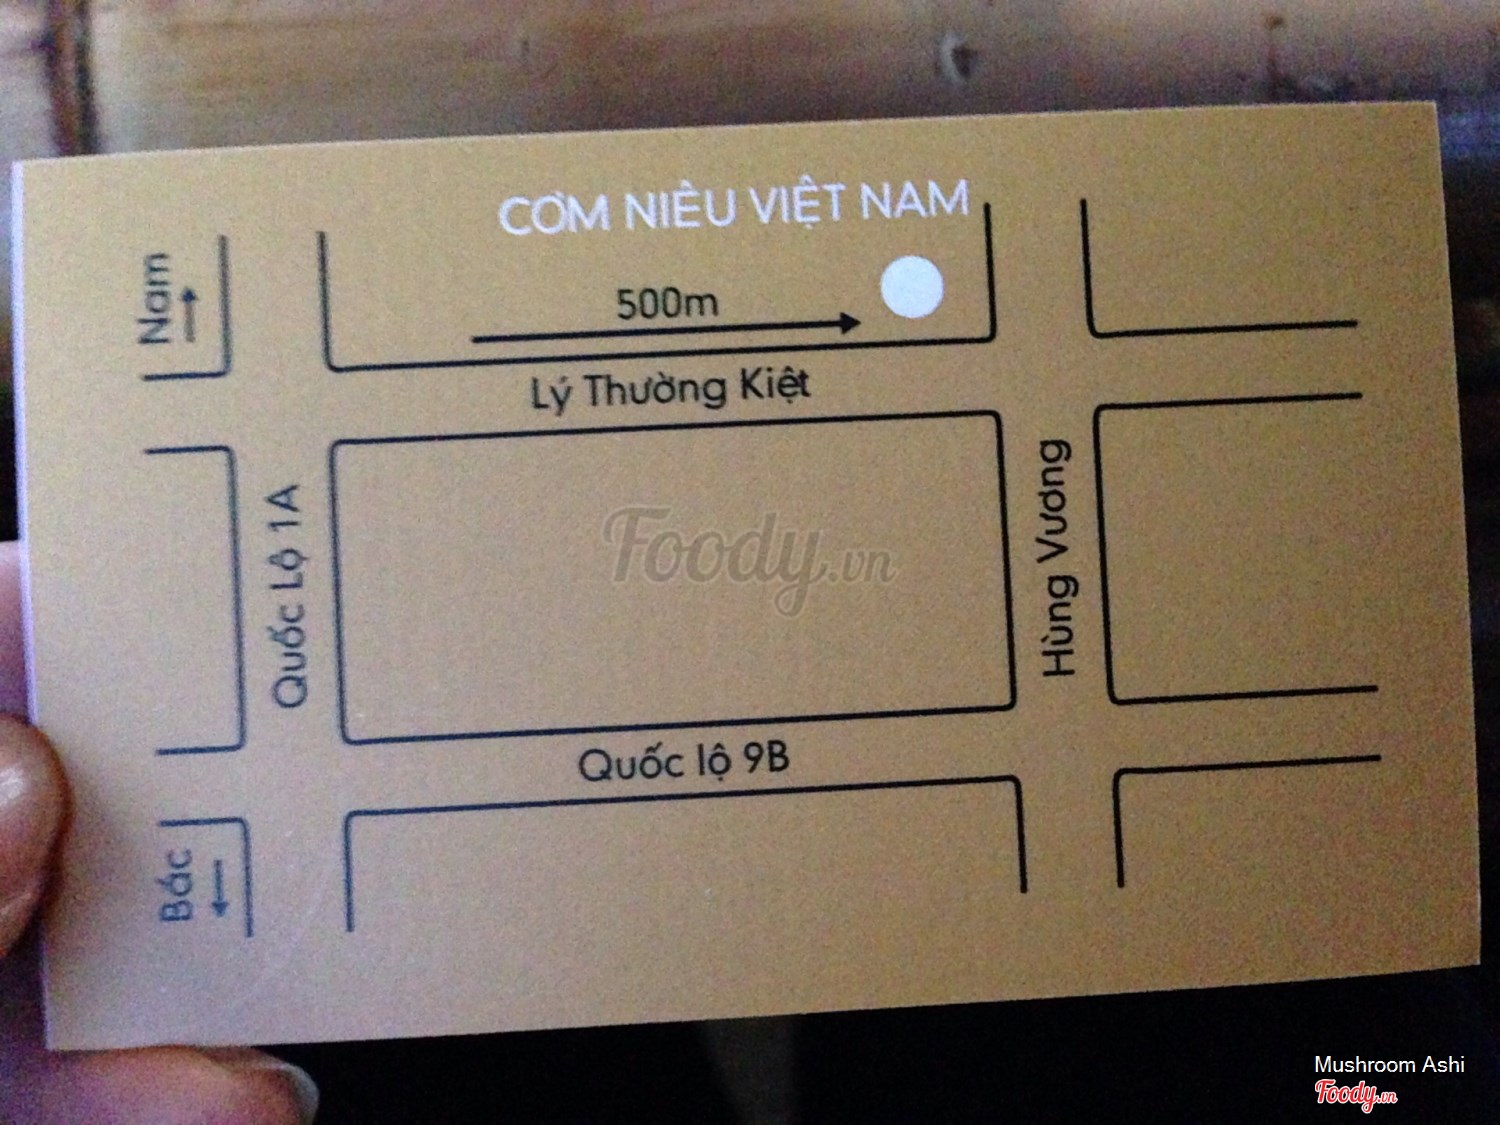 CƠM NIÊU VIỆT NAM
Nam
500m
Lý Thường Kiệt
Quốc Lộ 1A
Hùng Vương
Foody.vn
Quốc lộ 9B
Bắc
Mushroom Ashi
Foody.vn